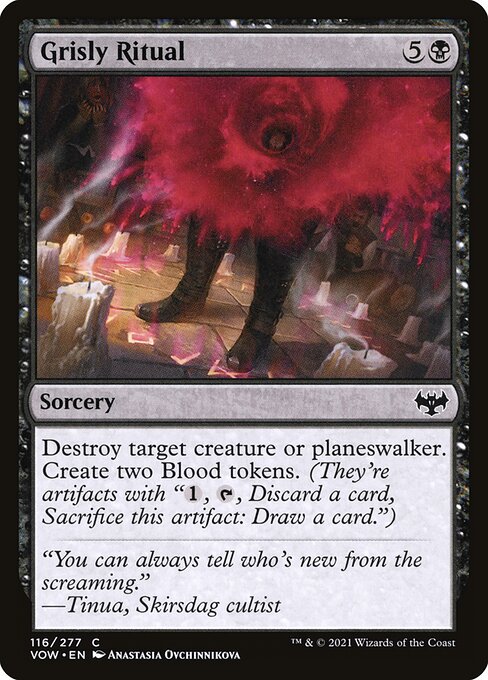 Grisly Ritual 5
Sorcery
Destroy target creature or planeswalker.
Create two Blood tokens. (They're
artifacts with “1, , Discard a card,
Sacrifice this artifact: Draw a card.”)
“You can always tell who's new from the
screaming.”
—Tinua, Skirsdag cultist
116/277 C
VOW • EN Anastasia Ovchinnikova
™ & © 2021 Wizards of the Coast